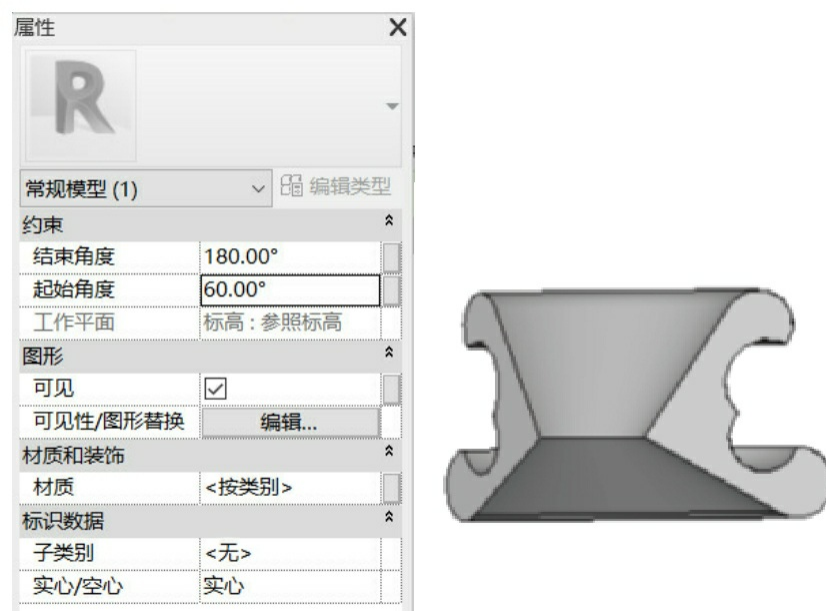 属性
R
常规模型 (1) 编辑类型
约束
结束角度 180.00°
起始角度 60.00°
工作平面 标高 : 参照标高
图形
可见
可见性/图形替换 编辑...
材质和装饰
材质 <按类别>
标识数据
子类别 <无>
实心/空心 实心